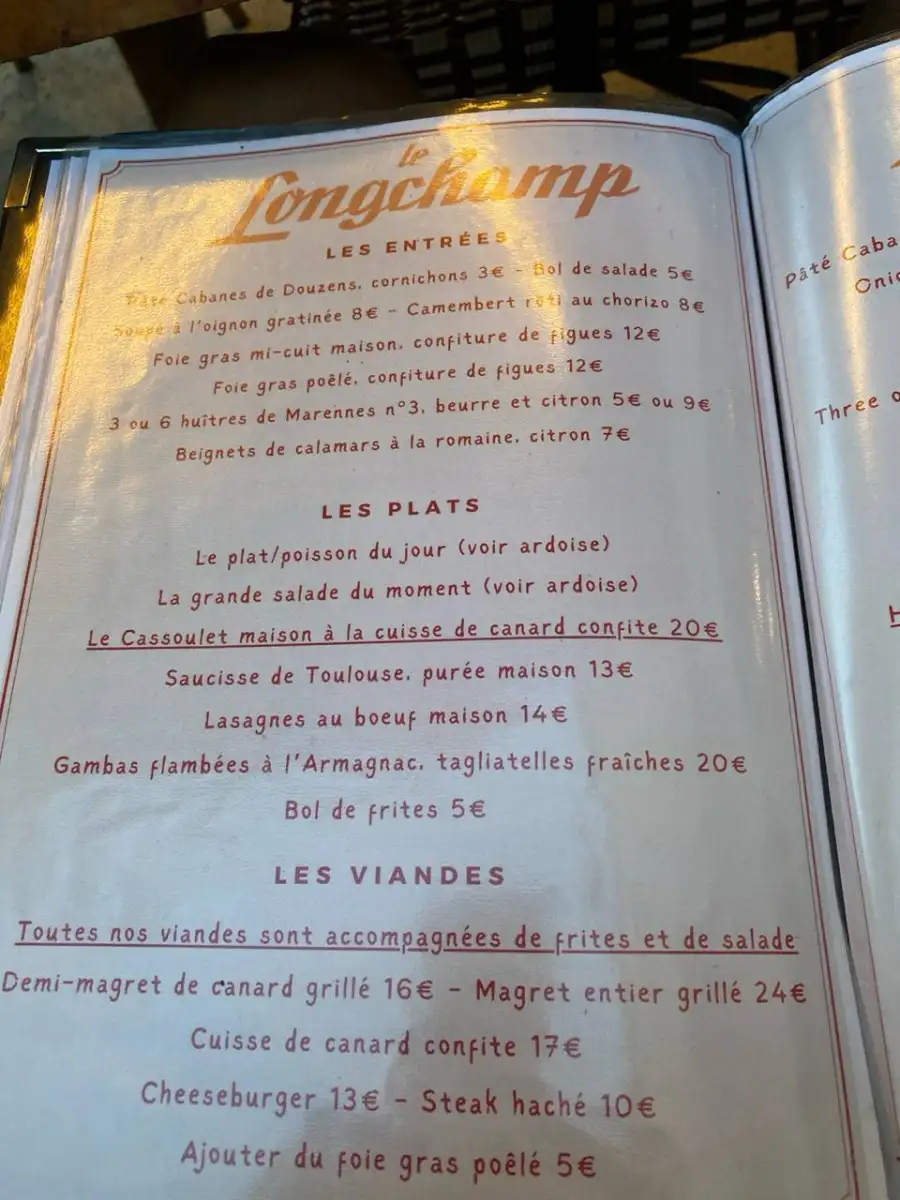 le
Longchamp
LES ENTRÉES
Pâté Cabanes de Douzens, cornichons 3€ - Bol de salade 5€
Soupe à l'oignon gratinée 8€ - Camembert rôti au chorizo 8€
Foie gras mi-cuit maison, confiture de figues 12€
Foie gras poêlé, confiture de figues 12€
3 ou 6 huîtres de Marennes n°3, beurre et citron 5€ ou 9€
Beignets de calamars à la romaine, citron 7€
LES PLATS
Le plat/poisson du jour (voir ardoise)
La grande salade du moment (voir ardoise)
Le Cassoulet maison à la cuisse de canard confite 20€
Saucisse de Toulouse, purée maison 13€
Lasagnes au boeuf maison 14€
Gambas flambées à l'Armagnac, tagliatelles fraîches 20€
Bol de frites 5€
LES VIANDES
Toutes nos viandes sont accompagnées de frites et de salade
Demi-magret de canard grillé 16€ - Magret entier grillé 24€
Cuisse de canard confite 17€
Cheeseburger 13€ - Steak haché 10€
Ajouter du foie gras poêlé 5€
Pâté Caba
Three